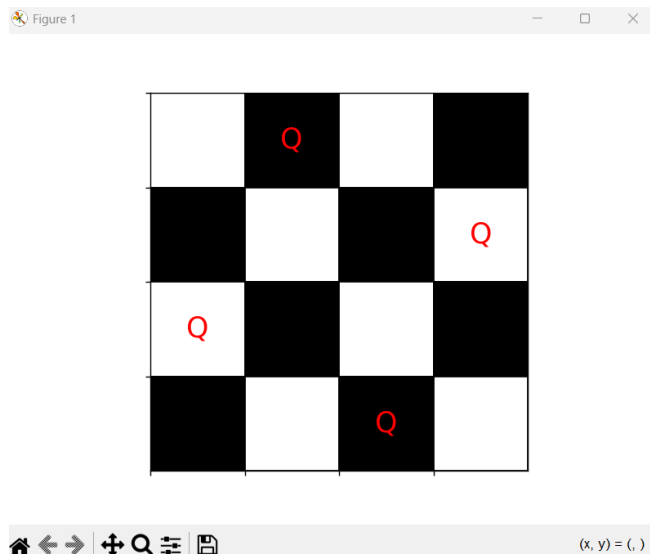 Figure 1
Q
Q
Q
Q
(x, y) = (, )